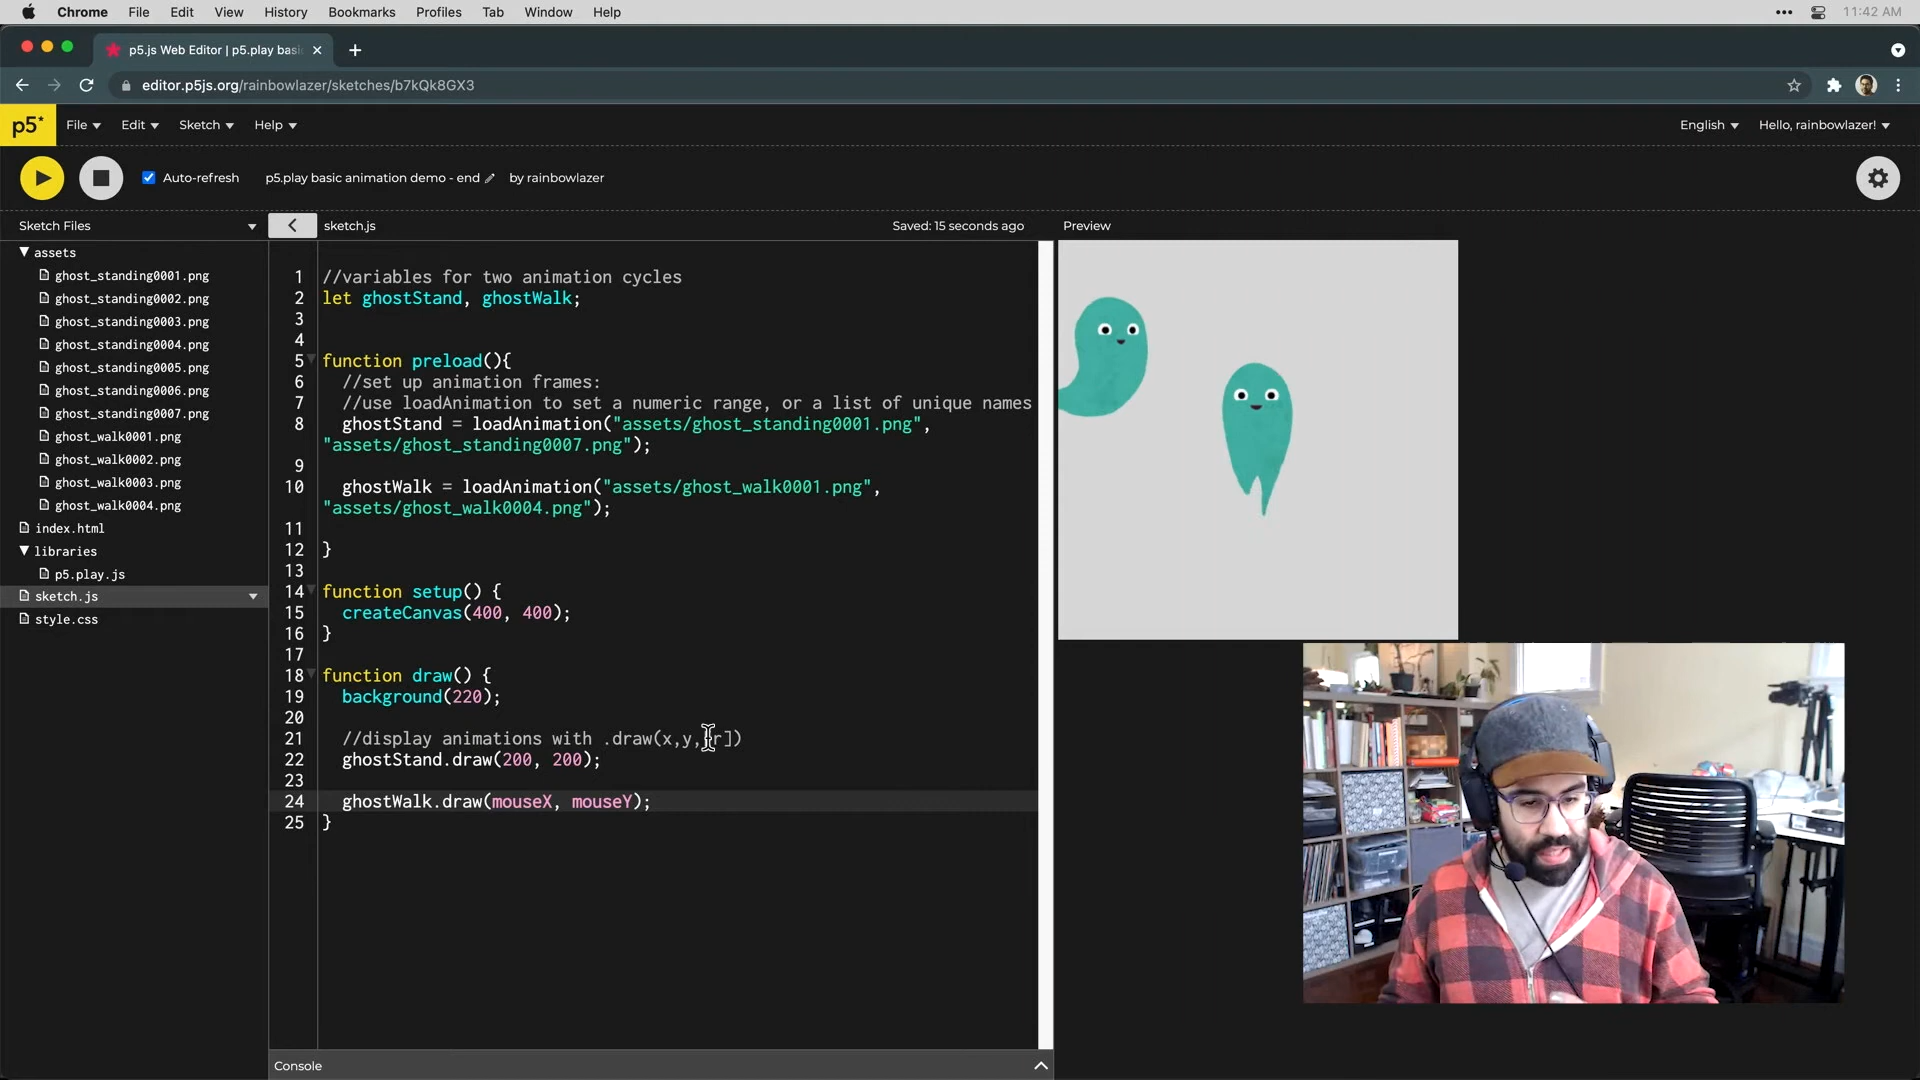 Chrome File Edit View History Bookmarks Profiles Tab Window Help 11:42 AM
p5.js Web Editor | p5.play basi
editor.p5js.org/rainbowlazer/sketches/b7kQk8GX3
p5* File Edit Sketch Help English Hello, rainbowlazer!
Auto-refresh p5.play basic animation demo - end by rainbowlazer
Sketch Files
assets
ghost_standing0001.png
ghost_standing0002.png
ghost_standing0003.png
ghost_standing0004.png
ghost_standing0005.png
ghost_standing0006.png
ghost_standing0007.png
ghost_walk0001.png
ghost_walk0002.png
ghost_walk0003.png
ghost_walk0004.png
index.html
libraries
p5.play.js
sketch.js
style.css
sketch.js Saved: 15 seconds ago
1 //variables for two animation cycles
2 let ghostStand, ghostWalk;
3
4
5 function preload(){
6 //set up animation frames:
7 //use loadAnimation to set a numeric range, or a list of unique names
8 ghostStand = loadAnimation("assets/ghost_standing0001.png",
"assets/ghost_standing0007.png");
9
10 ghostWalk = loadAnimation("assets/ghost_walk0001.png",
"assets/ghost_walk0004.png");
11
12 }
13
14 function setup() {
15 createCanvas(400, 400);
16 }
17
18 function draw() {
19 background(220);
20
21 //display animations with .draw(x,y,[r])
22 ghostStand.draw(200, 200);
23
24 ghostWalk.draw(mouseX, mouseY);
25 }
Console
Preview